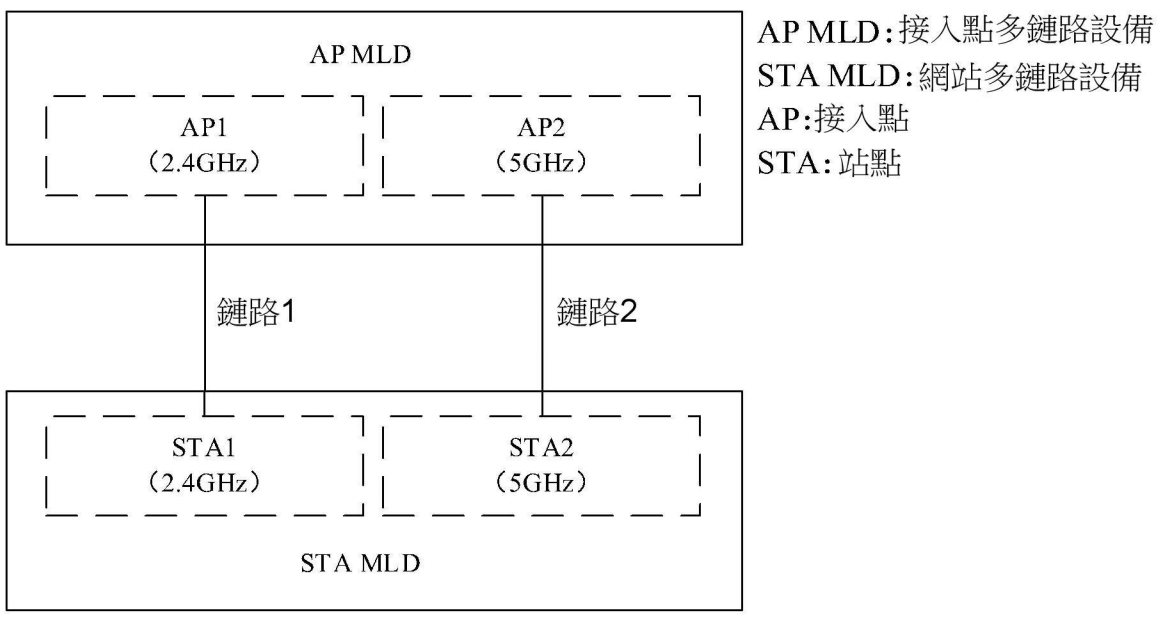 AP MLD
AP1
（2.4GHz）
AP2
（5GHz）
AP MLD:接入點多鏈路設備
STA MLD:網站多鏈路設備
AP:接入點
STA:站點
鏈路1
鏈路2
STA1
（2.4GHz）
STA2
（5GHz）
STA MLD